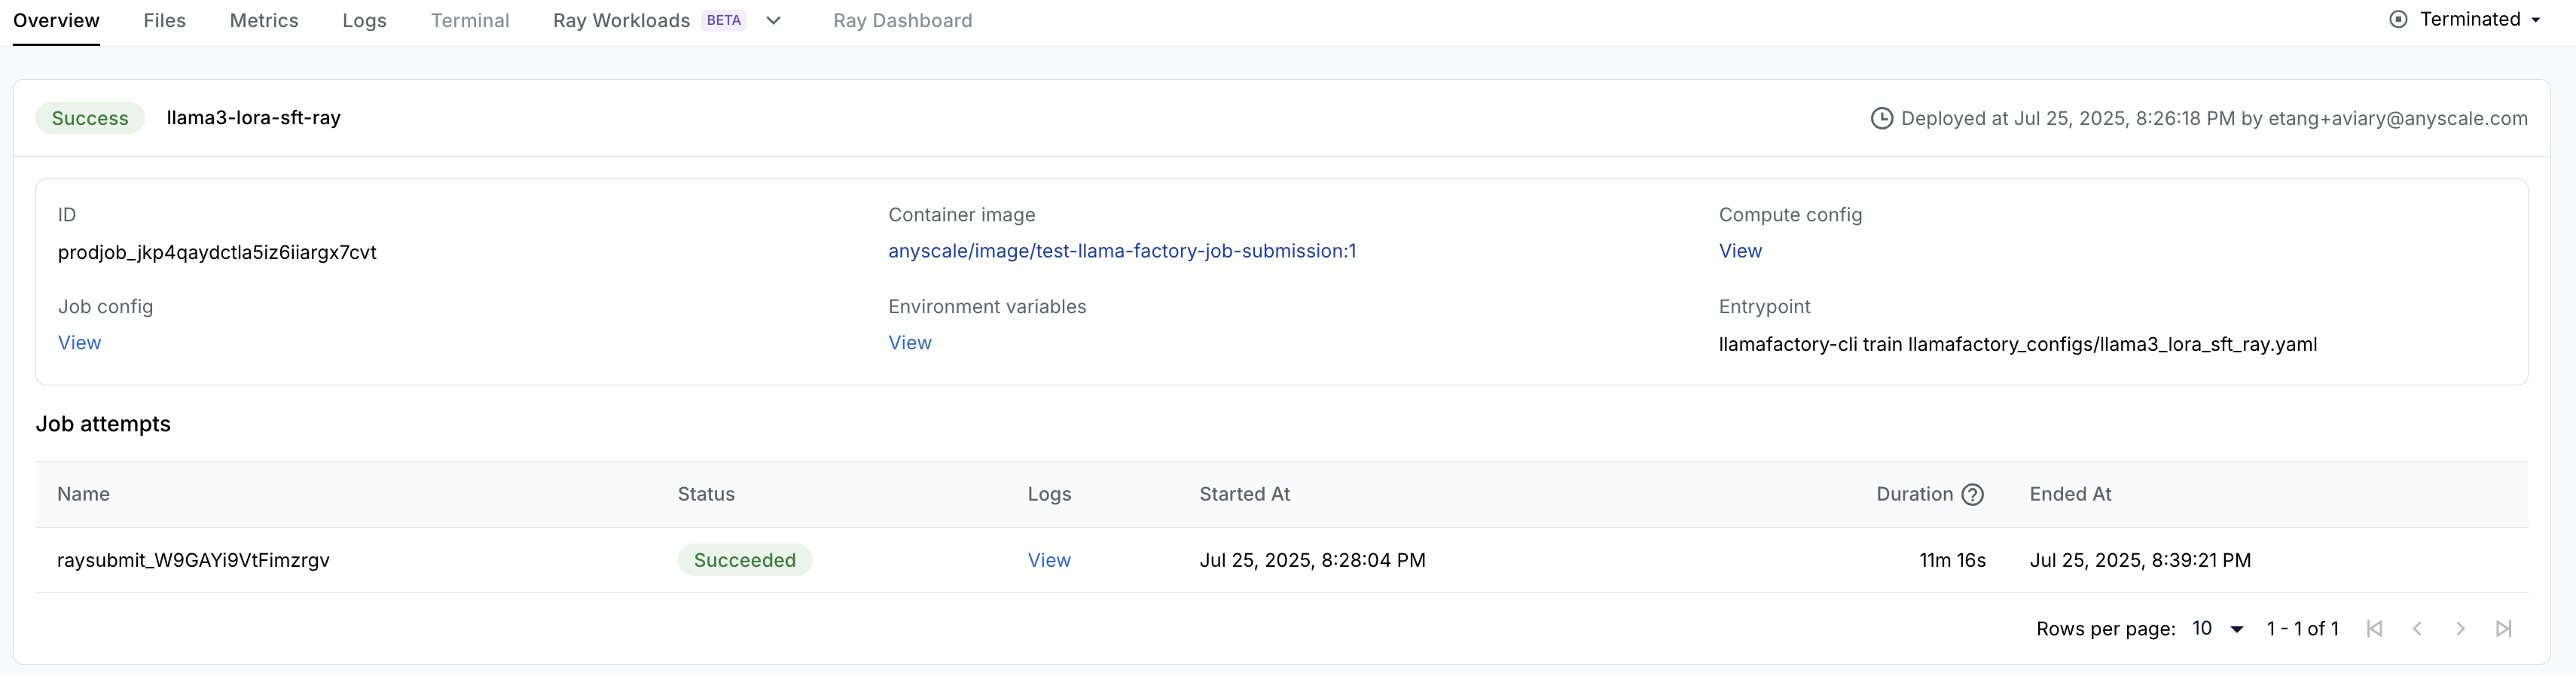 Overview Files Metrics Logs Terminal Ray Workloads BETA Ray Dashboard Terminated
Success llama3-lora-sft-ray Deployed at Jul 25, 2025, 8:26:18 PM by etang+aviary@anyscale.com
ID Container image Compute config
prodjob_jkp4qaydctla5iz6iiargx7cvt anyscale/image/test-llama-factory-job-submission:1 View
Job config Environment variables Entrypoint
View View llamafactory-cli train llamafactory_configs/llama3_lora_sft_ray.yaml
Job attempts
Name Status Logs Started At Duration ? Ended At
raysubmit_W9GAYi9VtFimzrgv Succeeded View Jul 25, 2025, 8:28:04 PM 11m 16s Jul 25, 2025, 8:39:21 PM
Rows per page: 10 1 - 1 of 1